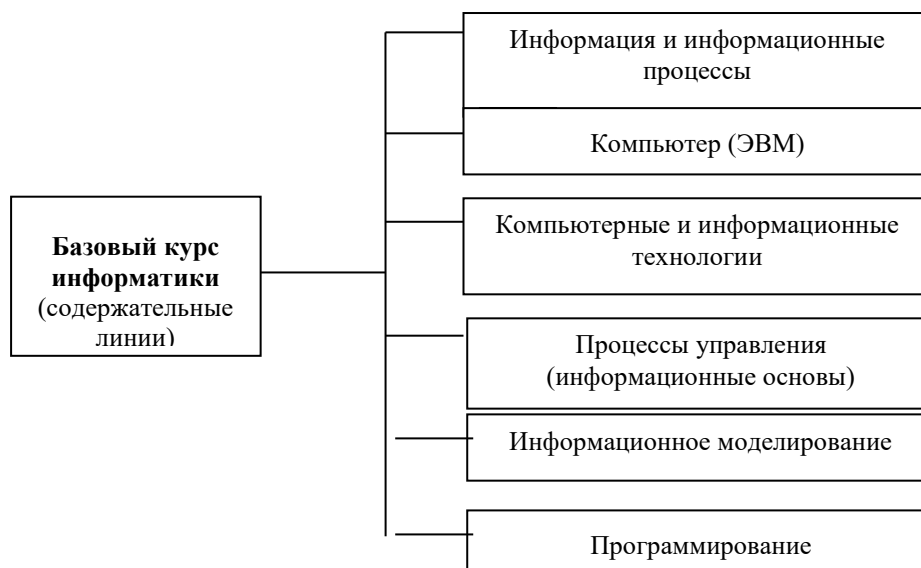 Информация и информационные
процессы
Компьютер (ЭВМ)
Компьютерные и информационные
технологии
Базовый курс
информатики
(содержательные
линии)
Процессы управления
(информационные основы)
Информационное моделирование
Программирование